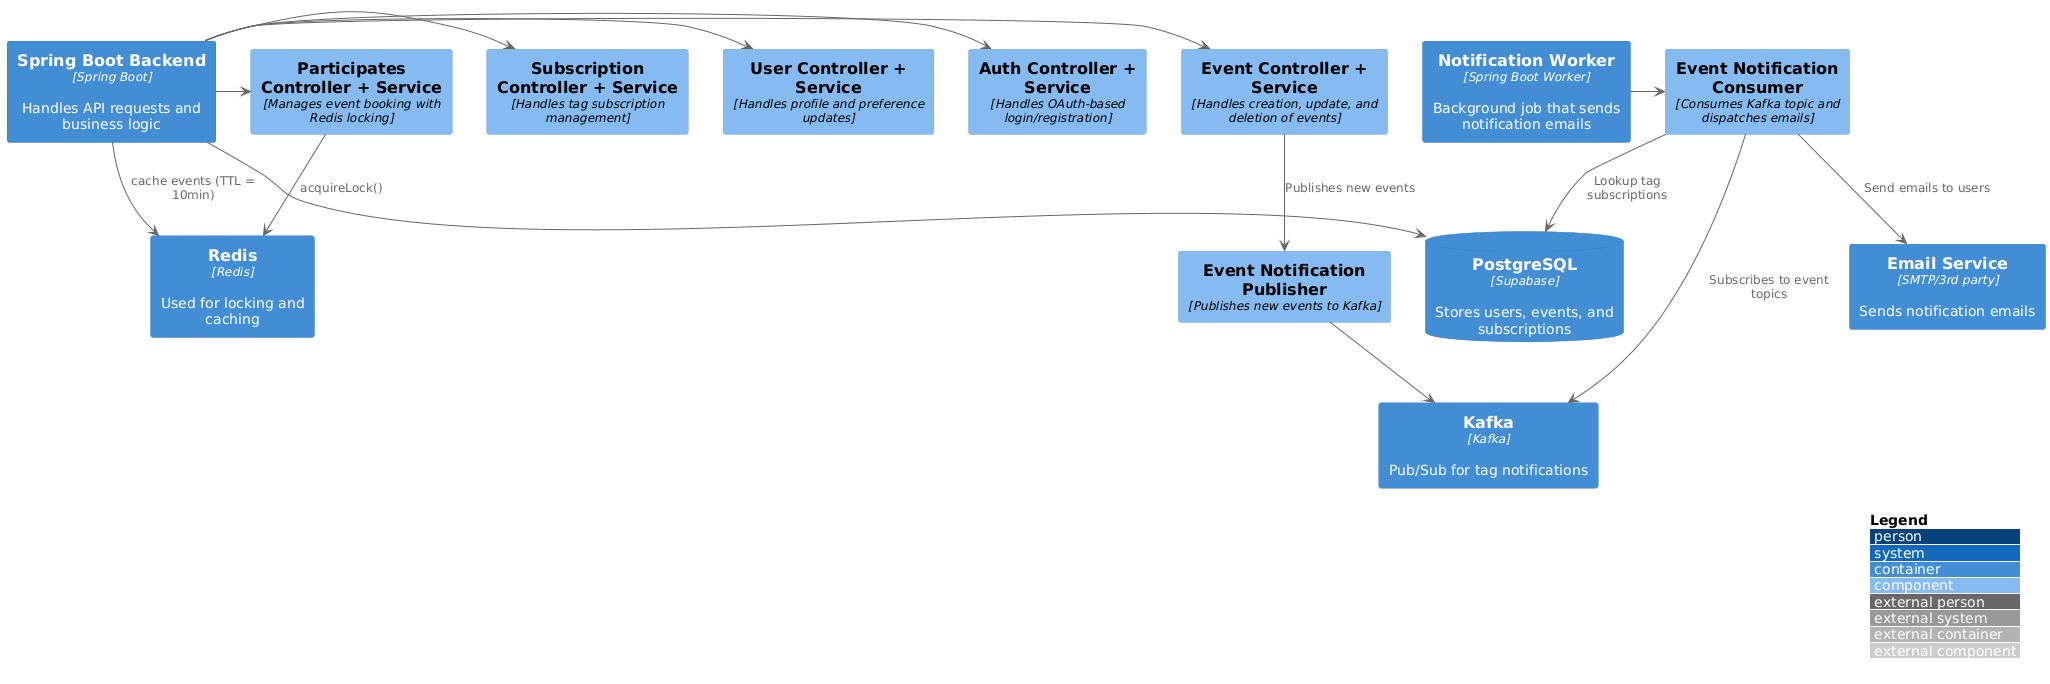 Spring Boot Backend
[Spring Boot]
Handles API requests and
business logic
Participates
Controller + Service
[Manages event booking with
Redis locking]
Subscription
Controller + Service
[Handles tag subscription
management]
User Controller +
Service
[Handles profile and preference
updates]
Auth Controller +
Service
[Handles OAuth-based
login/registration]
Event Controller +
Service
[Handles creation, update, and
deletion of events]
Notification Worker
[Spring Boot Worker]
Background job that sends
notification emails
Event Notification
Consumer
[Consumes Kafka topic and
dispatches emails]
cache events (TTL =
10min)
acquireLock()
Publishes new events
Lookup tag
subscriptions
Send emails to users
Redis
[Redis]
Used for locking and
caching
Event Notification
Publisher
[Publishes new events to Kafka]
PostgreSQL
[Supabase]
Stores users, events, and
subscriptions
Subscribes to event
topics
Email Service
[SMTP/3rd party]
Sends notification emails
Kafka
[Kafka]
Pub/Sub for tag notifications
Legend
person
system
container
component
external person
external system
external container
external component